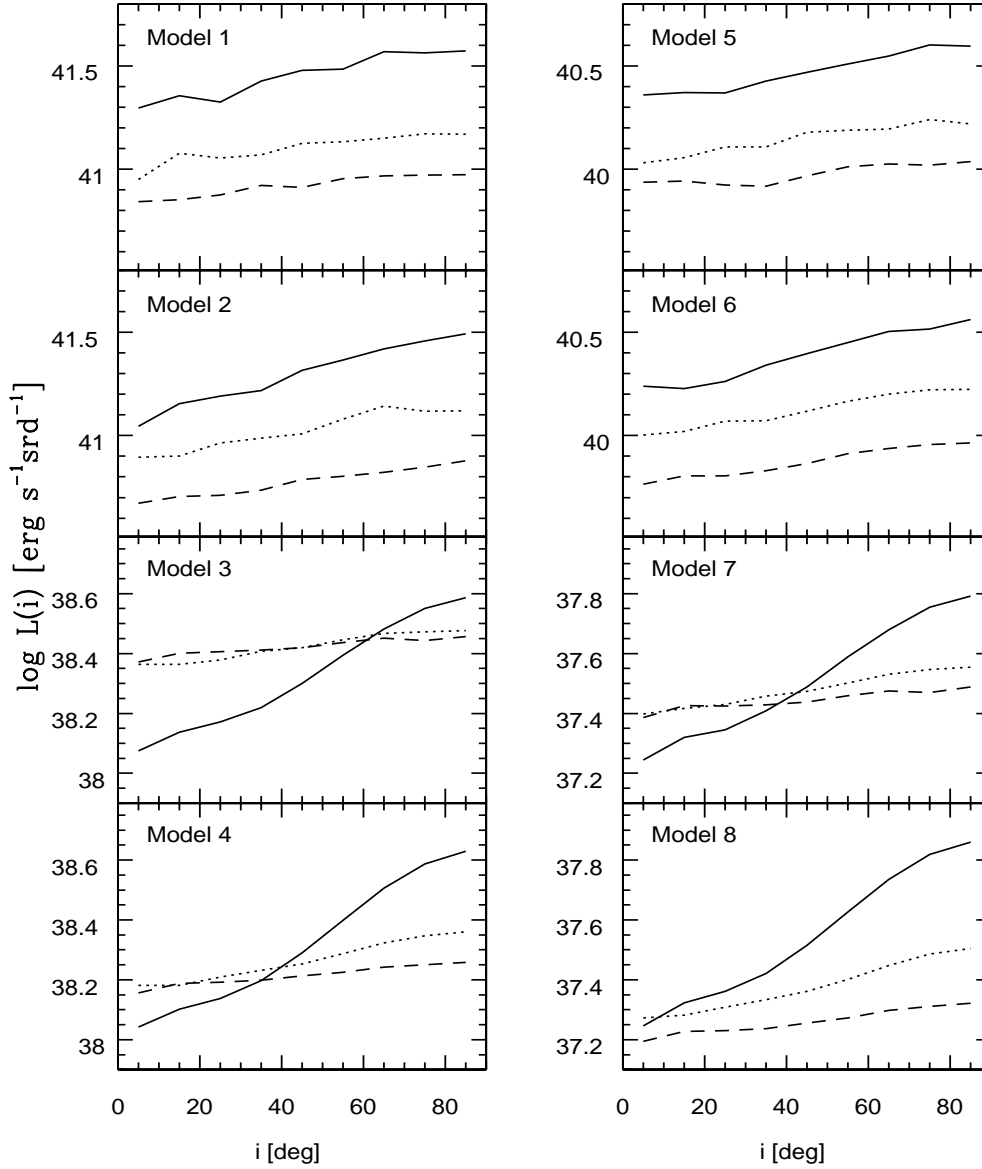 Model 1
41.5
41
Model 5
40.5
40
Model 2
41.5
41
Model 6
40.5
40
log L(i) [erg s⁻¹srd⁻¹]
Model 3
38.6
38.4
38.2
38
Model 7
37.8
37.6
37.4
37.2
Model 4
38.6
38.4
38.2
38
Model 8
37.8
37.6
37.4
37.2
0 20 40 60 80
0 20 40 60 80
i [deg]
i [deg]